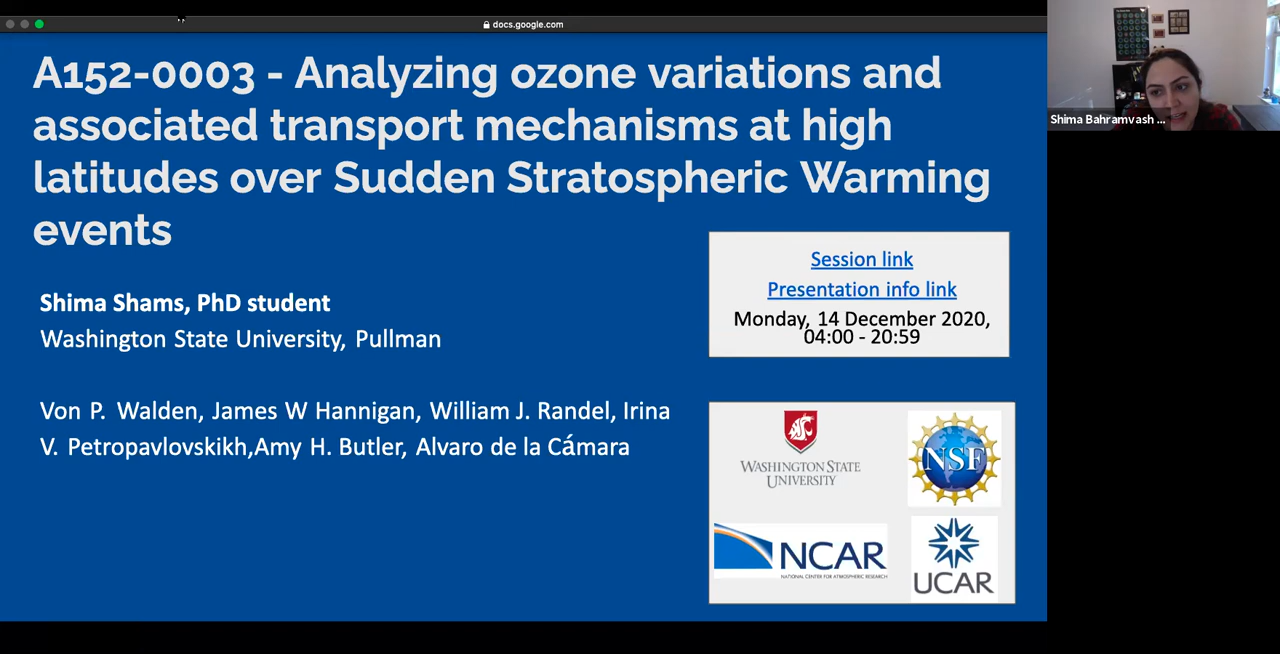 docs.google.com
A152-0003 - Analyzing ozone variations and
associated transport mechanisms at high
latitudes over Sudden Stratospheric Warming
events
Shima Shams, PhD student
Washington State University, Pullman
Von P. Walden, James W Hannigan, William J. Randel, Irina
V. Petropavlovskikh,Amy H. Butler, Alvaro de la Cámara
Session link
Presentation info link
Monday, 14 December 2020,
04:00 - 20:59
WASHINGTON STATE
UNIVERSITY
NSF
NCAR
NATIONAL CENTER FOR ATMOSPHERIC RESEARCH
UCAR
Shima Bahramvash ...